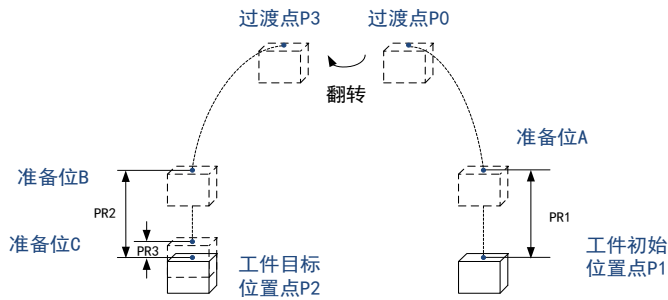 过渡点P3
过渡点P0
翻转
准备位A
准备位B
PR2
PR1
准备位C
PR3
工件目标
位置点P2
工件初始
位置点P1